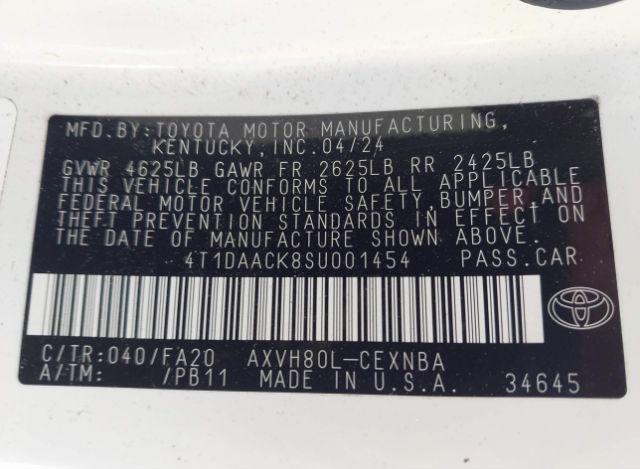 MFD.BY:TOYOTA MOTOR MANUFACTURING,
KENTUCKY,INC.04/24
GVWR 4625LB GAWR FR 2625LB RR 2425LB
THIS VEHICLE CONFORMS TO ALL APPLICABLE
FEDERAL MOTOR VEHICLE SAFETY,BUMPER,AND
THEFT PREVENTION STANDARDS IN EFFECT ON
THE DATE OF MANUFACTURE SHOWN ABOVE.
4T1DAACK8SU001454 PASS.CAR
C/TR:040/FA20 AXVH80L-CEXNBA
A/TM: /PB11 MADE IN U.S.A. 34645